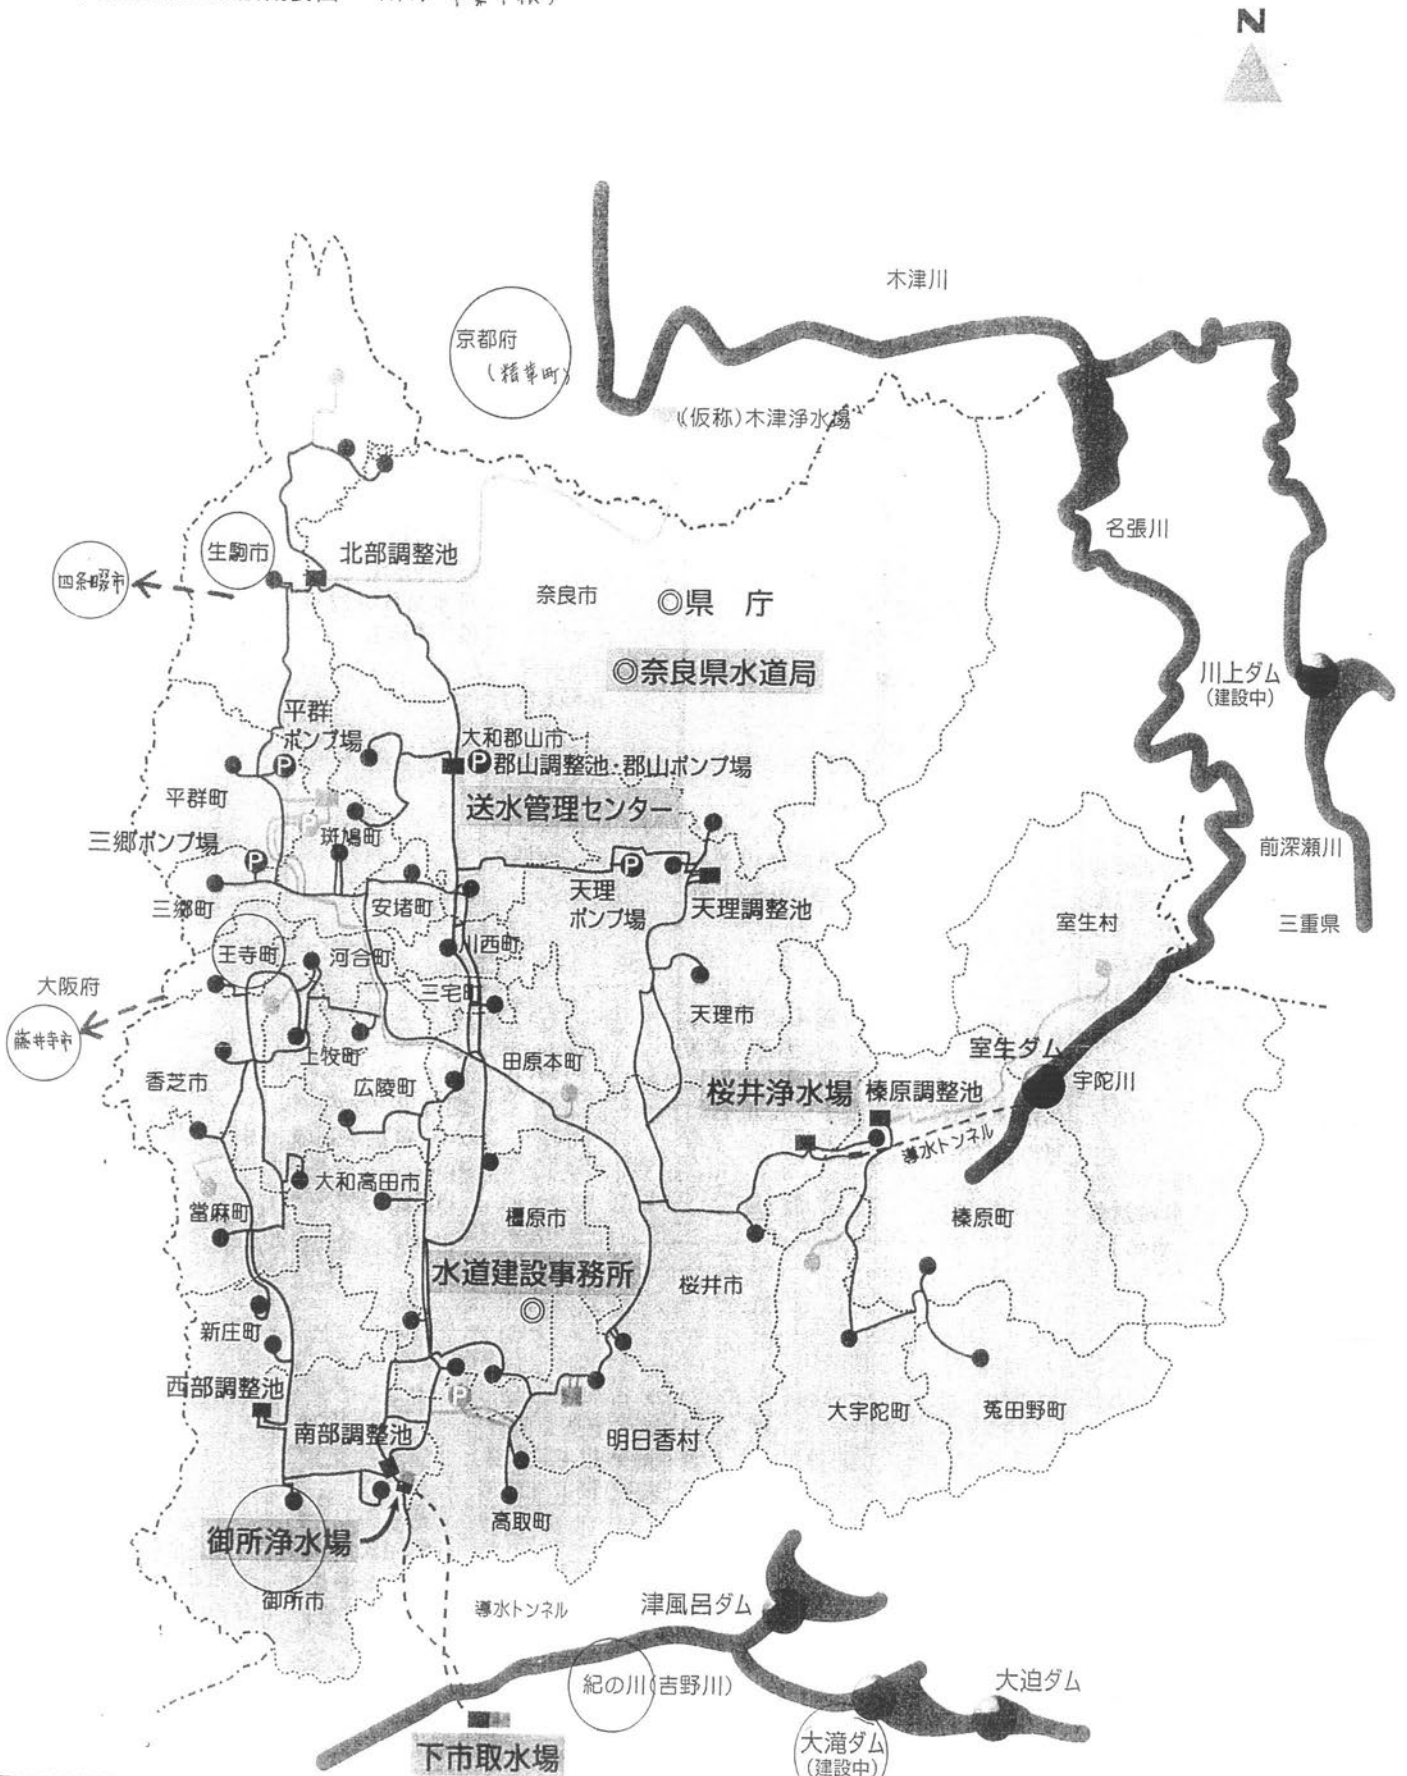 N
木津川
京都府
(精華町)
(仮称)木津浄水場
名張川
生駒市
北部調整池
四条畷市
奈良市
◎県 庁
◎奈良県水道局
川上ダム
(建設中)
平群
ポンプ場
大和郡山市
P郡山調整池・郡山ポンプ場
P
平群町
送水管理センター
P
斑鳩町
三郷ポンプ場
P
前深瀬川
P
天理
ポンプ場
天理調整池
三郷町
安堵町
室生村
三重県
王寺町
河合町
川西町
大阪府
三宅町
天理市
藤井寺市
上牧町
田原本町
室生ダム
香芝市
広陵町
桜井浄水場
榛原調整池
宇陀川
導水トンネル
大和高田市
當麻町
橿原市
榛原町
水道建設事務所
◎
桜井市
新庄町
西部調整池
P
大宇陀町
菟田野町
南部調整池
明日香村
高取町
御所浄水場
御所市
導水トンネル
津風呂ダム
紀の川(吉野川)
大迫ダム
大滝ダム
(建設中)
下市取水場